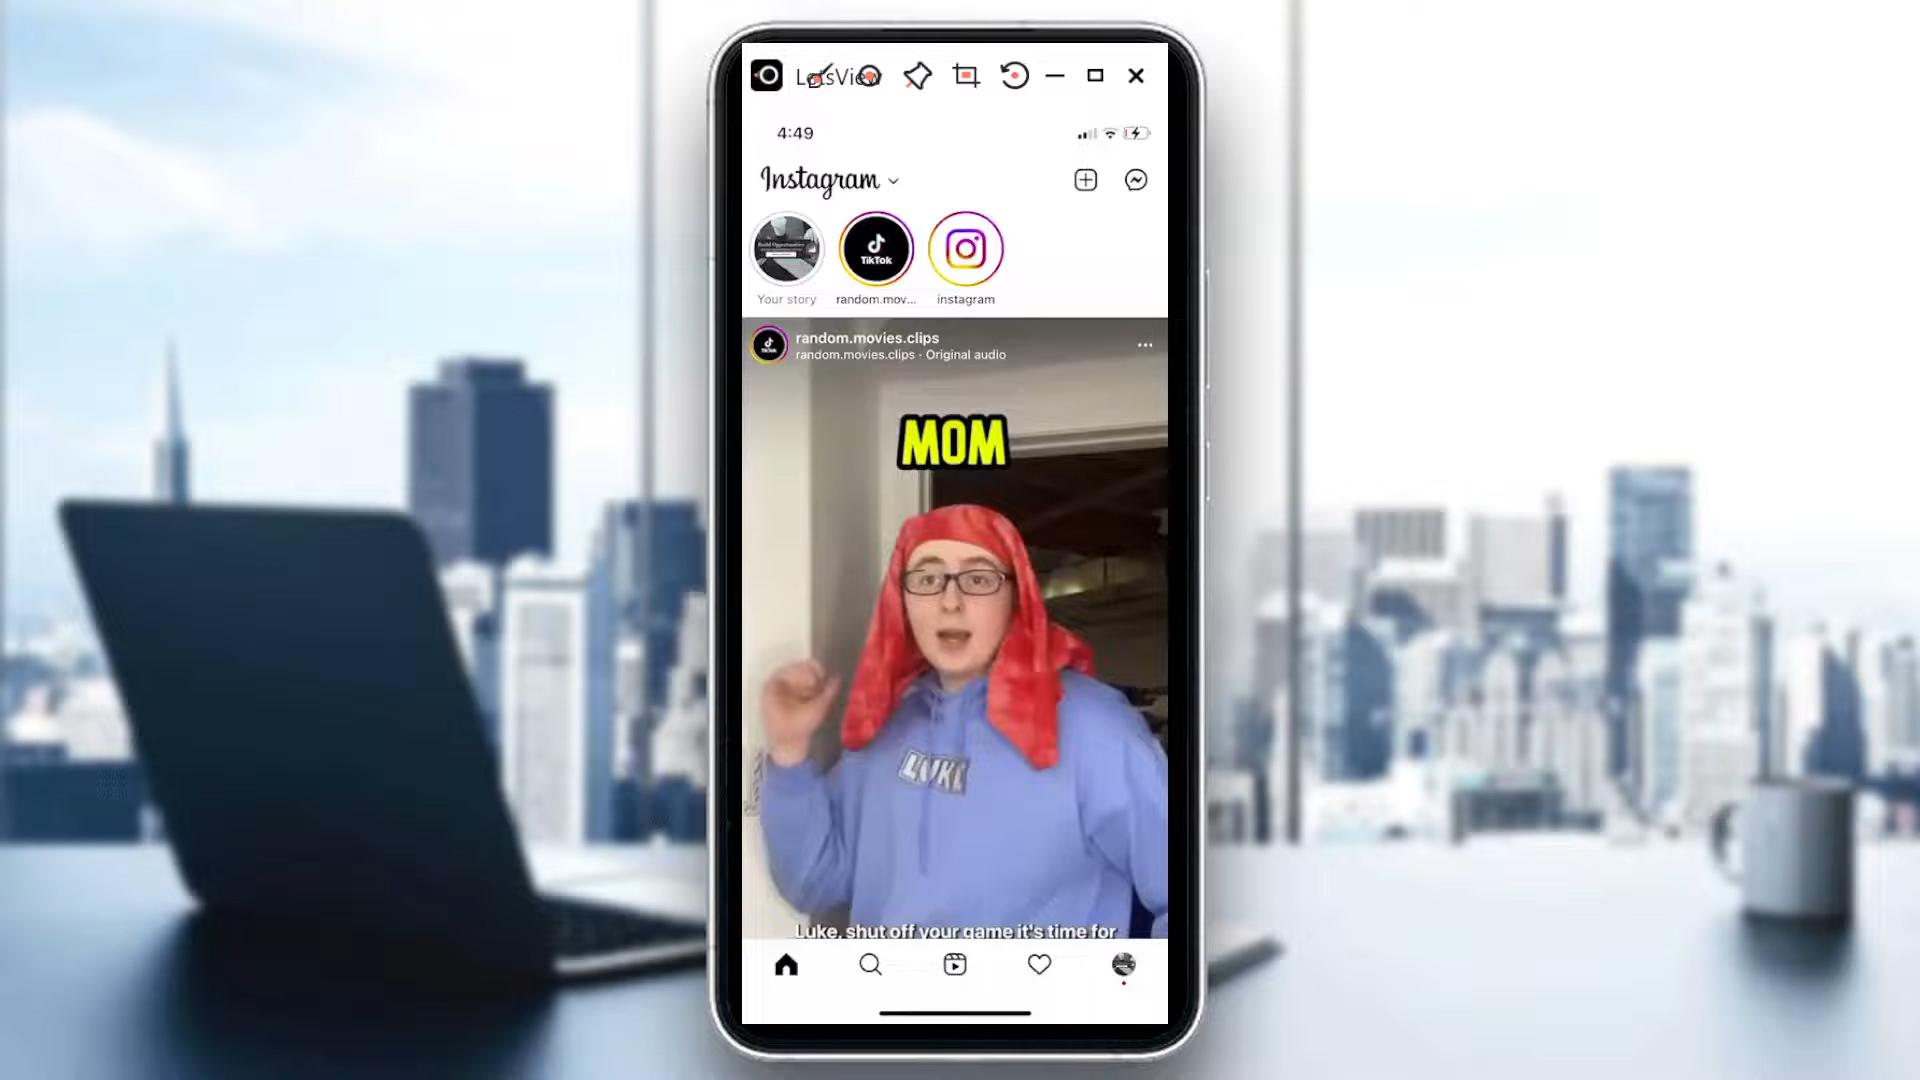 LetsView
4:49
Instagram
TikTok
Your story
random.mov...
instagram
random.movies.clips
random.movies.clips · Original audio
MOM
LUKE
Luke, shut off your game it's time for